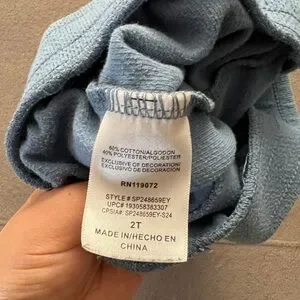 60% COTTON/ALGODON
40% POLYESTER/POLIESTER
EXCLUSIVE OF DECORATION/
EXCLUSIVO DE DECORACION
RN119072
STYLE# SP248659EY
UPC# 193058383307
CPSIA#: SP248659EY-S24
2T
MADE IN/HECHO EN
CHINA